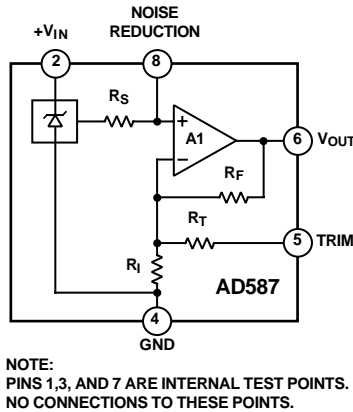 NOISE
REDUCTION
+VIN
2
8
RS
+
A1
−
6
VOUT
RF
RT
5
TRIM
RI
AD587
4
GND
NOTE:
PINS 1,3, AND 7 ARE INTERNAL TEST POINTS.
NO CONNECTIONS TO THESE POINTS.